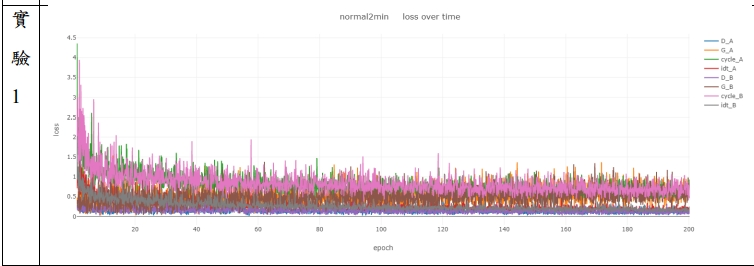 實
驗
1
normal2min loss over time
4.5
4
3.5
3
2.5
2
1.5
1
0.5
0
loss
20
40
60
80
100
120
140
160
180
200
epoch
D_A
G_A
cycle_A
idt_A
D_B
G_B
cycle_B
idt_B